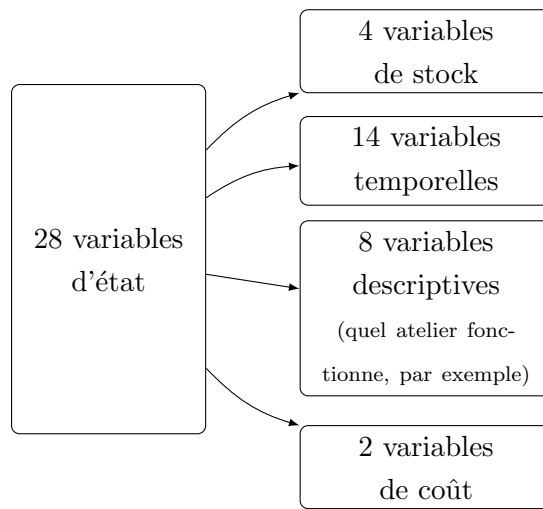 28 variables
d'état
4 variables
de stock
14 variables
temporelles
8 variables
descriptives
(quel atelier fonc-
tionne, par exemple)
2 variables
de coût